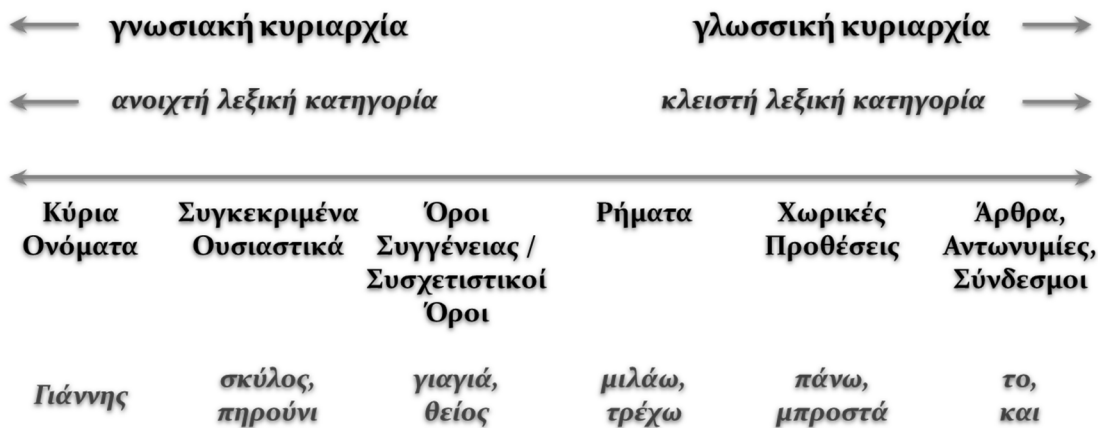 γνωσιακή κυριαρχία γλωσσική κυριαρχία
ανοιχτή λεξική κατηγορία κλειστή λεξική κατηγορία
Κύρια Ονόματα
Συγκεκριμένα Ουσιαστικά
Όροι Συγγένειας / Συσχετιστικοί Όροι
Ρήματα
Χωρικές Προθέσεις
Άρθρα, Αντωνυμίες, Σύνδεσμοι
Γιάννης
σκύλος, πηρούνι
γιαγιά, θείος
μιλάω, τρέχω
πάνω, μπροστά
το, και